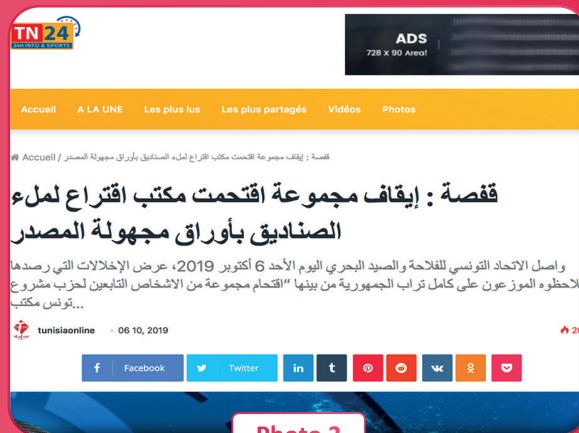 TN 24
24H INFO & SPORTS
ADS
728 X 90 Area!
Accueil A LA UNE Les plus lus Les plus partagés Vidéos Photos
Accueil / قفصة : إيقاف مجموعة اقتحمت مكتب اقتراع لملء الصناديق بأوراق مجهولة المصدر
قفصة : إيقاف مجموعة اقتحمت مكتب اقتراع لملء
الصناديق بأوراق مجهولة المصدر
واصل الاتحاد التونسي للفلاحة والصيد البحري اليوم الأحد 6 أكتوبر 2019، عرض الإخلالات التي رصدها
ملاحظوه الموزعون على كامل تراب الجمهورية من بينها “اقتحام مجموعة من الاشخاص التابعين لحزب مشروع
تونس مكتب...
tunisiaonline - 06 10, 2019
Facebook Twitter